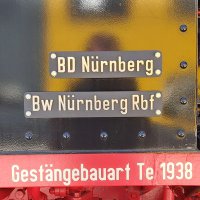 BD Nürnberg
Bw Nürnberg Rbf
Gestängebauart Te 1938